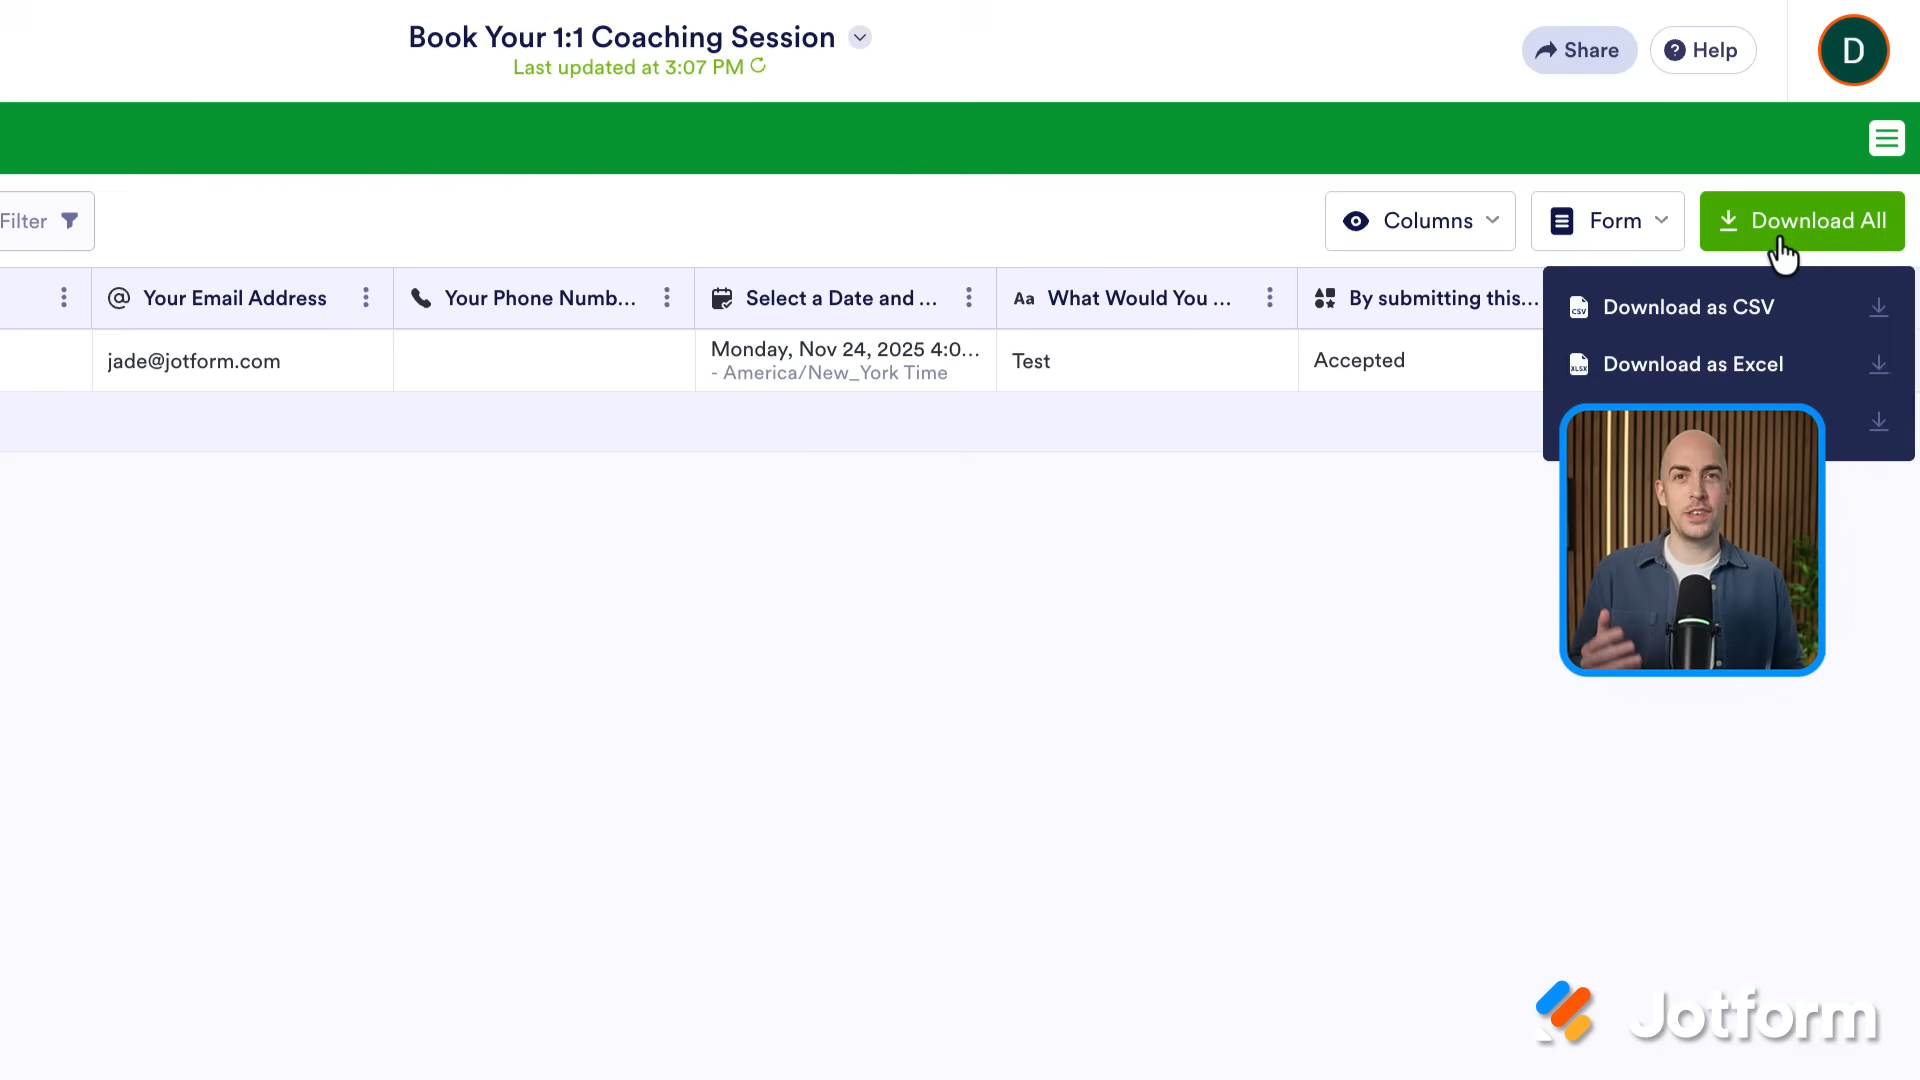 Book Your 1:1 Coaching Session
Last updated at 3:07 PM
Share
Help
D
Filter
Columns
Form
Download All
Your Email Address
Your Phone Numb...
Select a Date and ...
Aa What Would You ...
By submitting this...
jade@jotform.com
Monday, Nov 24, 2025 4:0...
- America/New_York Time
Test
Accepted
CSV Download as CSV
XLSX Download as Excel
Jotform